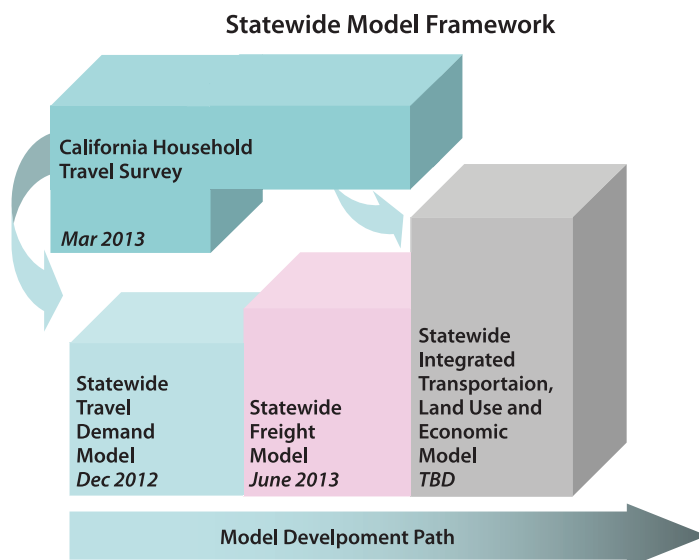 Statewide Model Framework
California Household
Travel Survey
Mar 2013
Statewide
Travel
Demand
Model
Dec 2012
Statewide
Freight
Model
June 2013
Statewide
Integrated
Transportaion,
Land Use and
Economic
Model
TBD
Model Develpoment Path